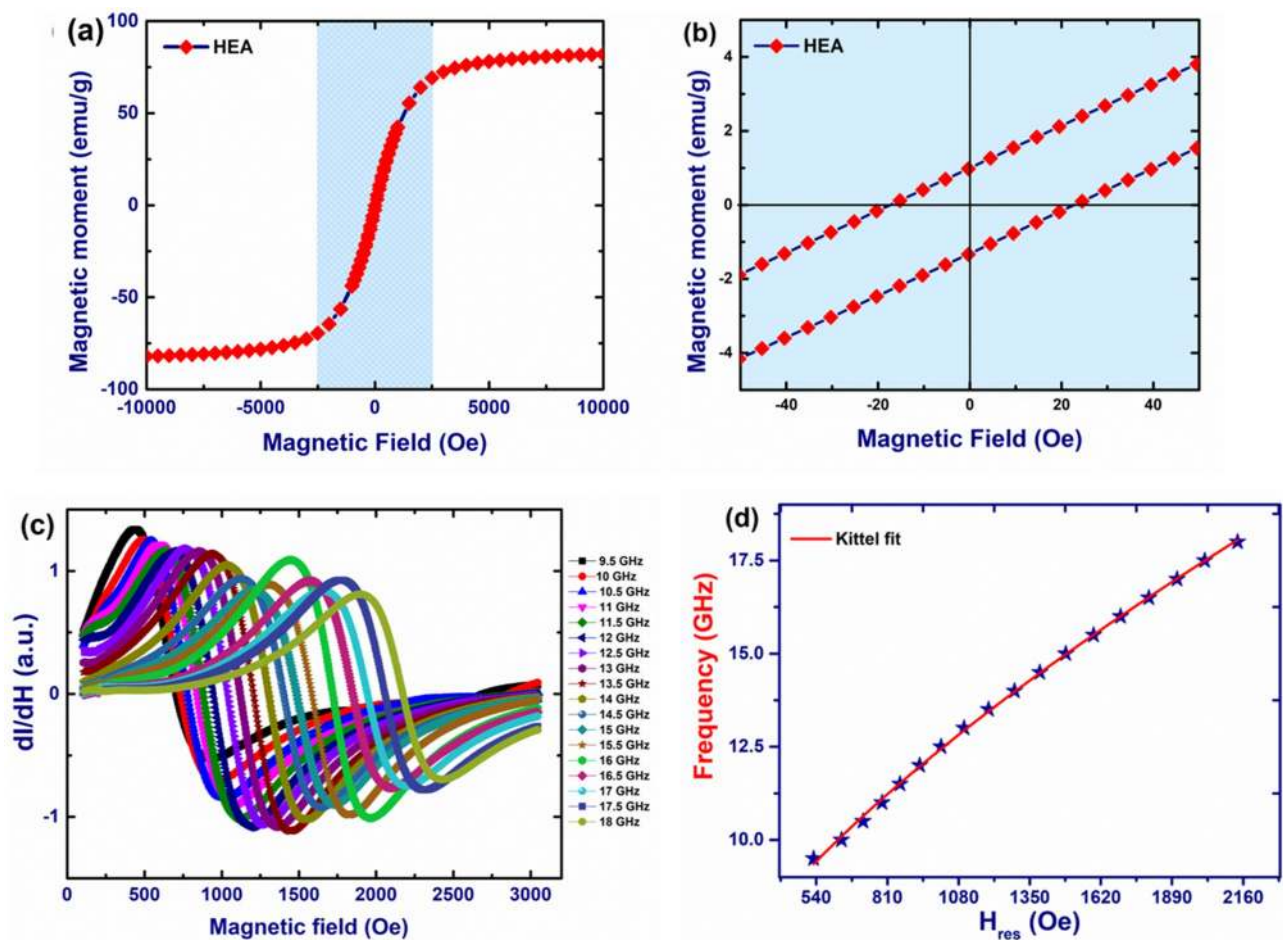 (a)
HEA
100
50
0
-50
-100
Magnetic moment (emu/g)
-10000 -5000 0 5000 10000
Magnetic Field (Oe)
(b)
HEA
4
2
0
-2
-4
Magnetic moment (emu/g)
-40 -20 0 20 40
Magnetic Field (Oe)
(c)
1
0
-1
dI/dH (a.u.)
9.5 GHz
10 GHz
10.5 GHz
11 GHz
11.5 GHz
12 GHz
12.5 GHz
13 GHz
13.5 GHz
14 GHz
14.5 GHz
15 GHz
15.5 GHz
16 GHz
16.5 GHz
17 GHz
17.5 GHz
18 GHz
0 500 1000 1500 2000 2500 3000
Magnetic field (Oe)
(d)
Kittel fit
17.5
15.0
12.5
10.0
Frequency (GHz)
540 810 1080 1350 1620 1890 2160
Hres (Oe)